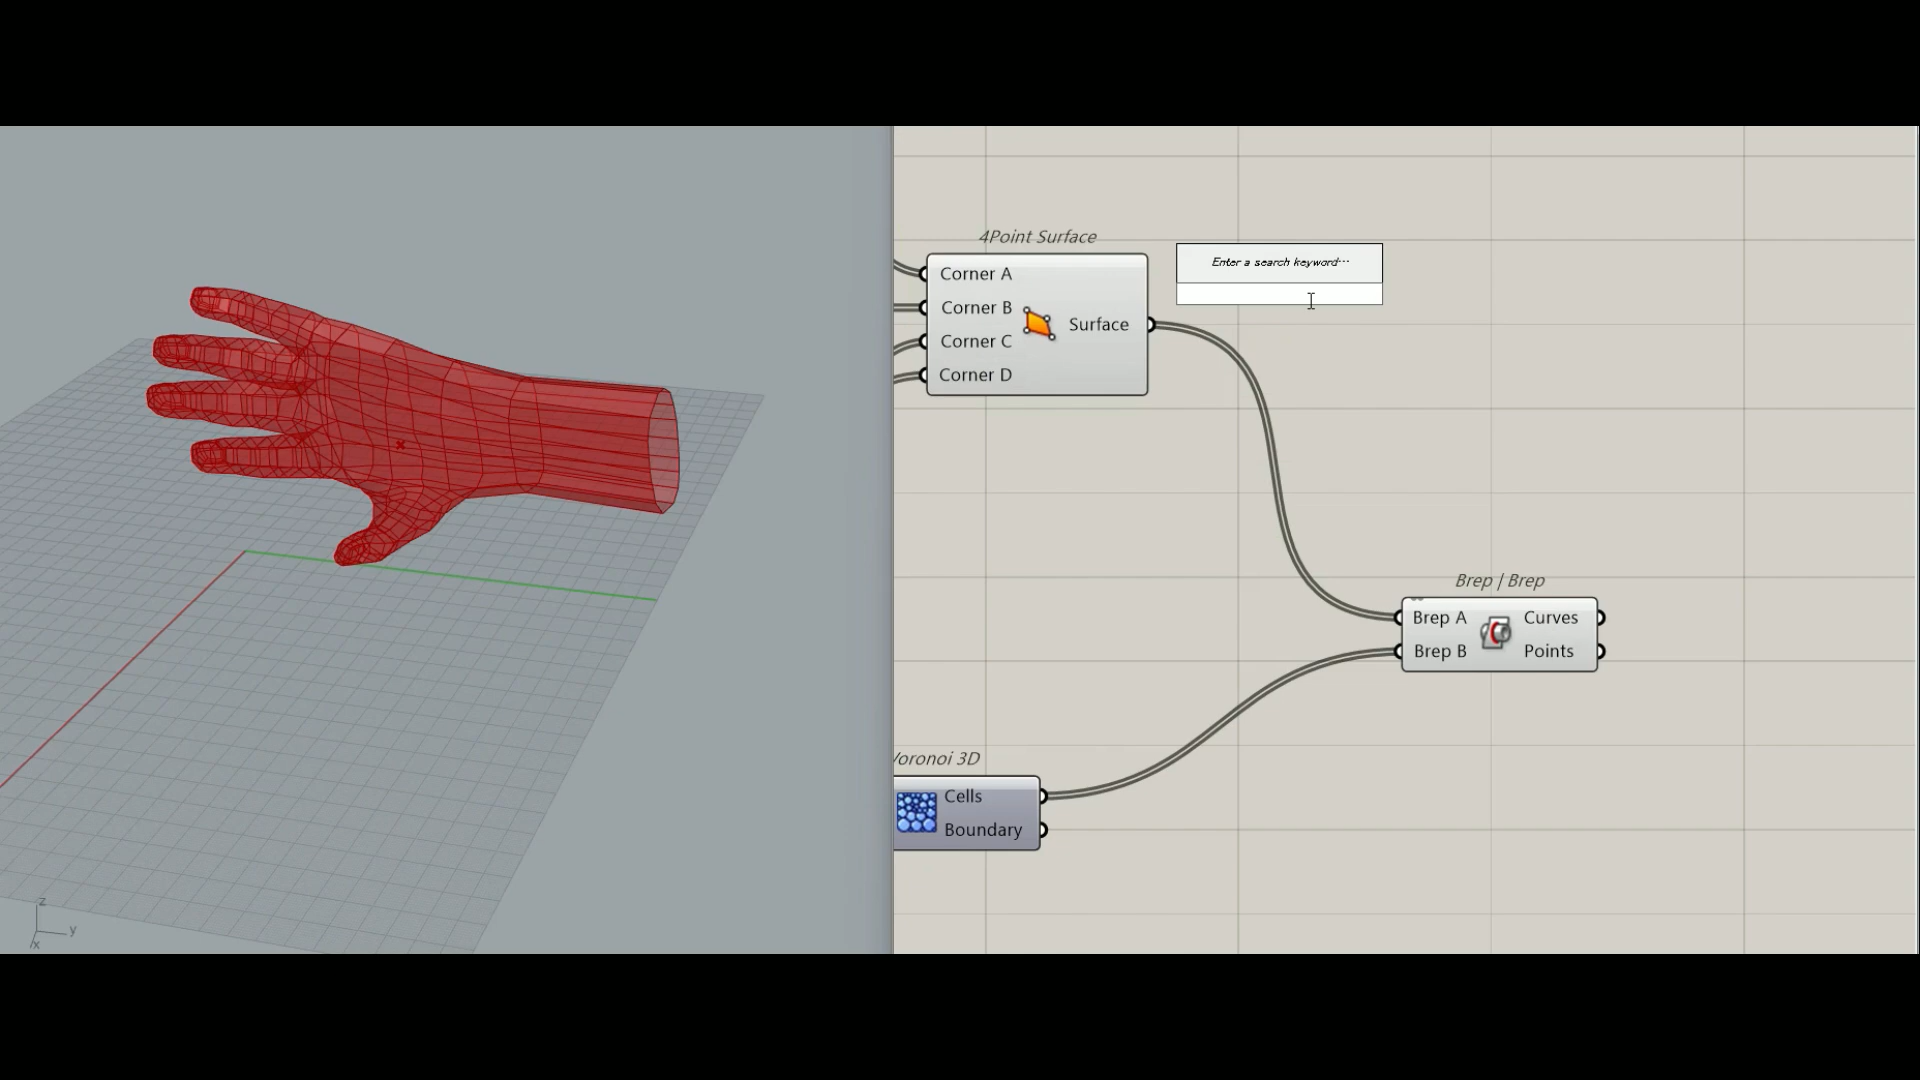 4Point Surface
Corner A
Corner B
Corner C
Corner D
Surface
Enter a search keyword...
Brep | Brep
Brep A
Brep B
Curves
Points
Voronoi 3D
Cells
Boundary
z
y
x